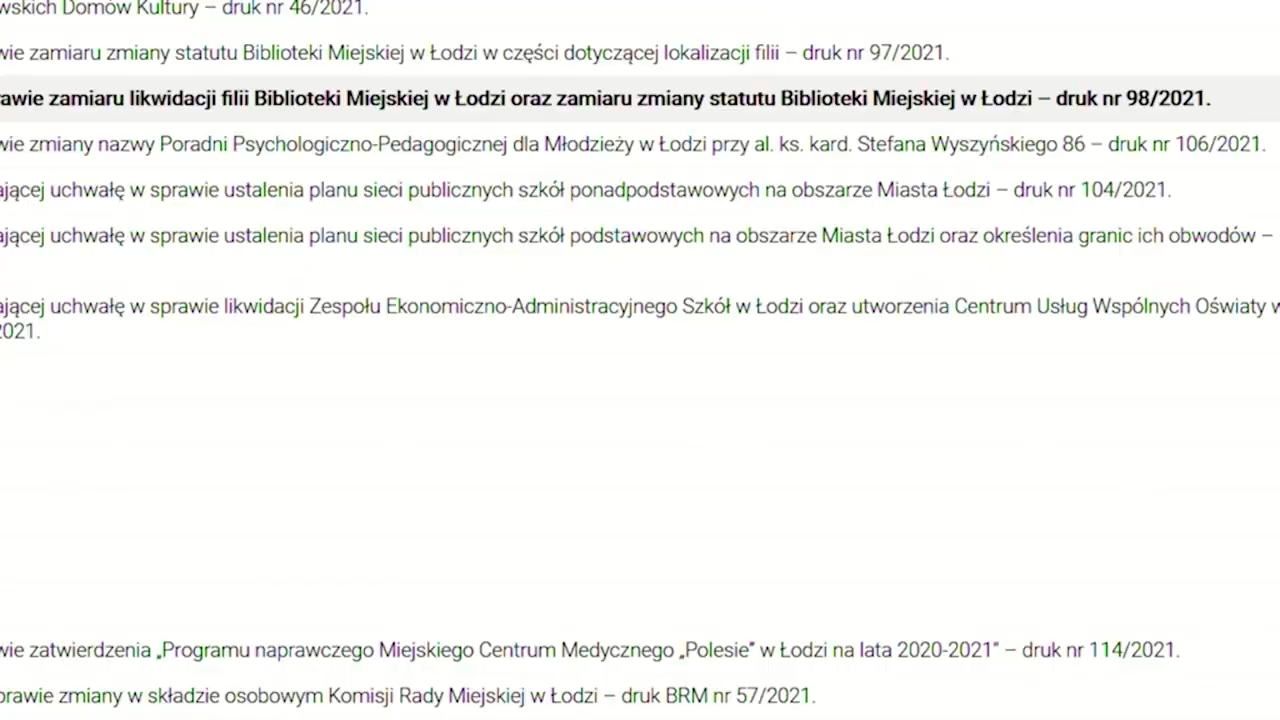 wskich Domów Kultury – druk nr 46/2021.
wie zamiaru zmiany statutu Biblioteki Miejskiej w Łodzi w części dotyczącej lokalizacji filii – druk nr 97/2021.
rawie zamiaru likwidacji filii Biblioteki Miejskiej w Łodzi oraz zamiaru zmiany statutu Biblioteki Miejskiej w Łodzi – druk nr 98/2021.
wie zmiany nazwy Poradni Psychologiczno-Pedagogicznej dla Młodzieży w Łodzi przy al. ks. kard. Stefana Wyszyńskiego 86 – druk nr 106/2021.
ającej uchwałę w sprawie ustalenia planu sieci publicznych szkół ponadpodstawowych na obszarze Miasta Łodzi – druk nr 104/2021.
ającej uchwałę w sprawie ustalenia planu sieci publicznych szkół podstawowych na obszarze Miasta Łodzi oraz określenia granic ich obwodów –
ającej uchwałę w sprawie likwidacji Zespołu Ekonomiczno-Administracyjnego Szkół w Łodzi oraz utworzenia Centrum Usług Wspólnych Oświaty w
2021.
wie zatwierdzenia „Programu naprawczego Miejskiego Centrum Medycznego „Polesie” w Łodzi na lata 2020-2021” – druk nr 114/2021.
prawie zmiany w składzie osobowym Komisji Rady Miejskiej w Łodzi – druk BRM nr 57/2021.